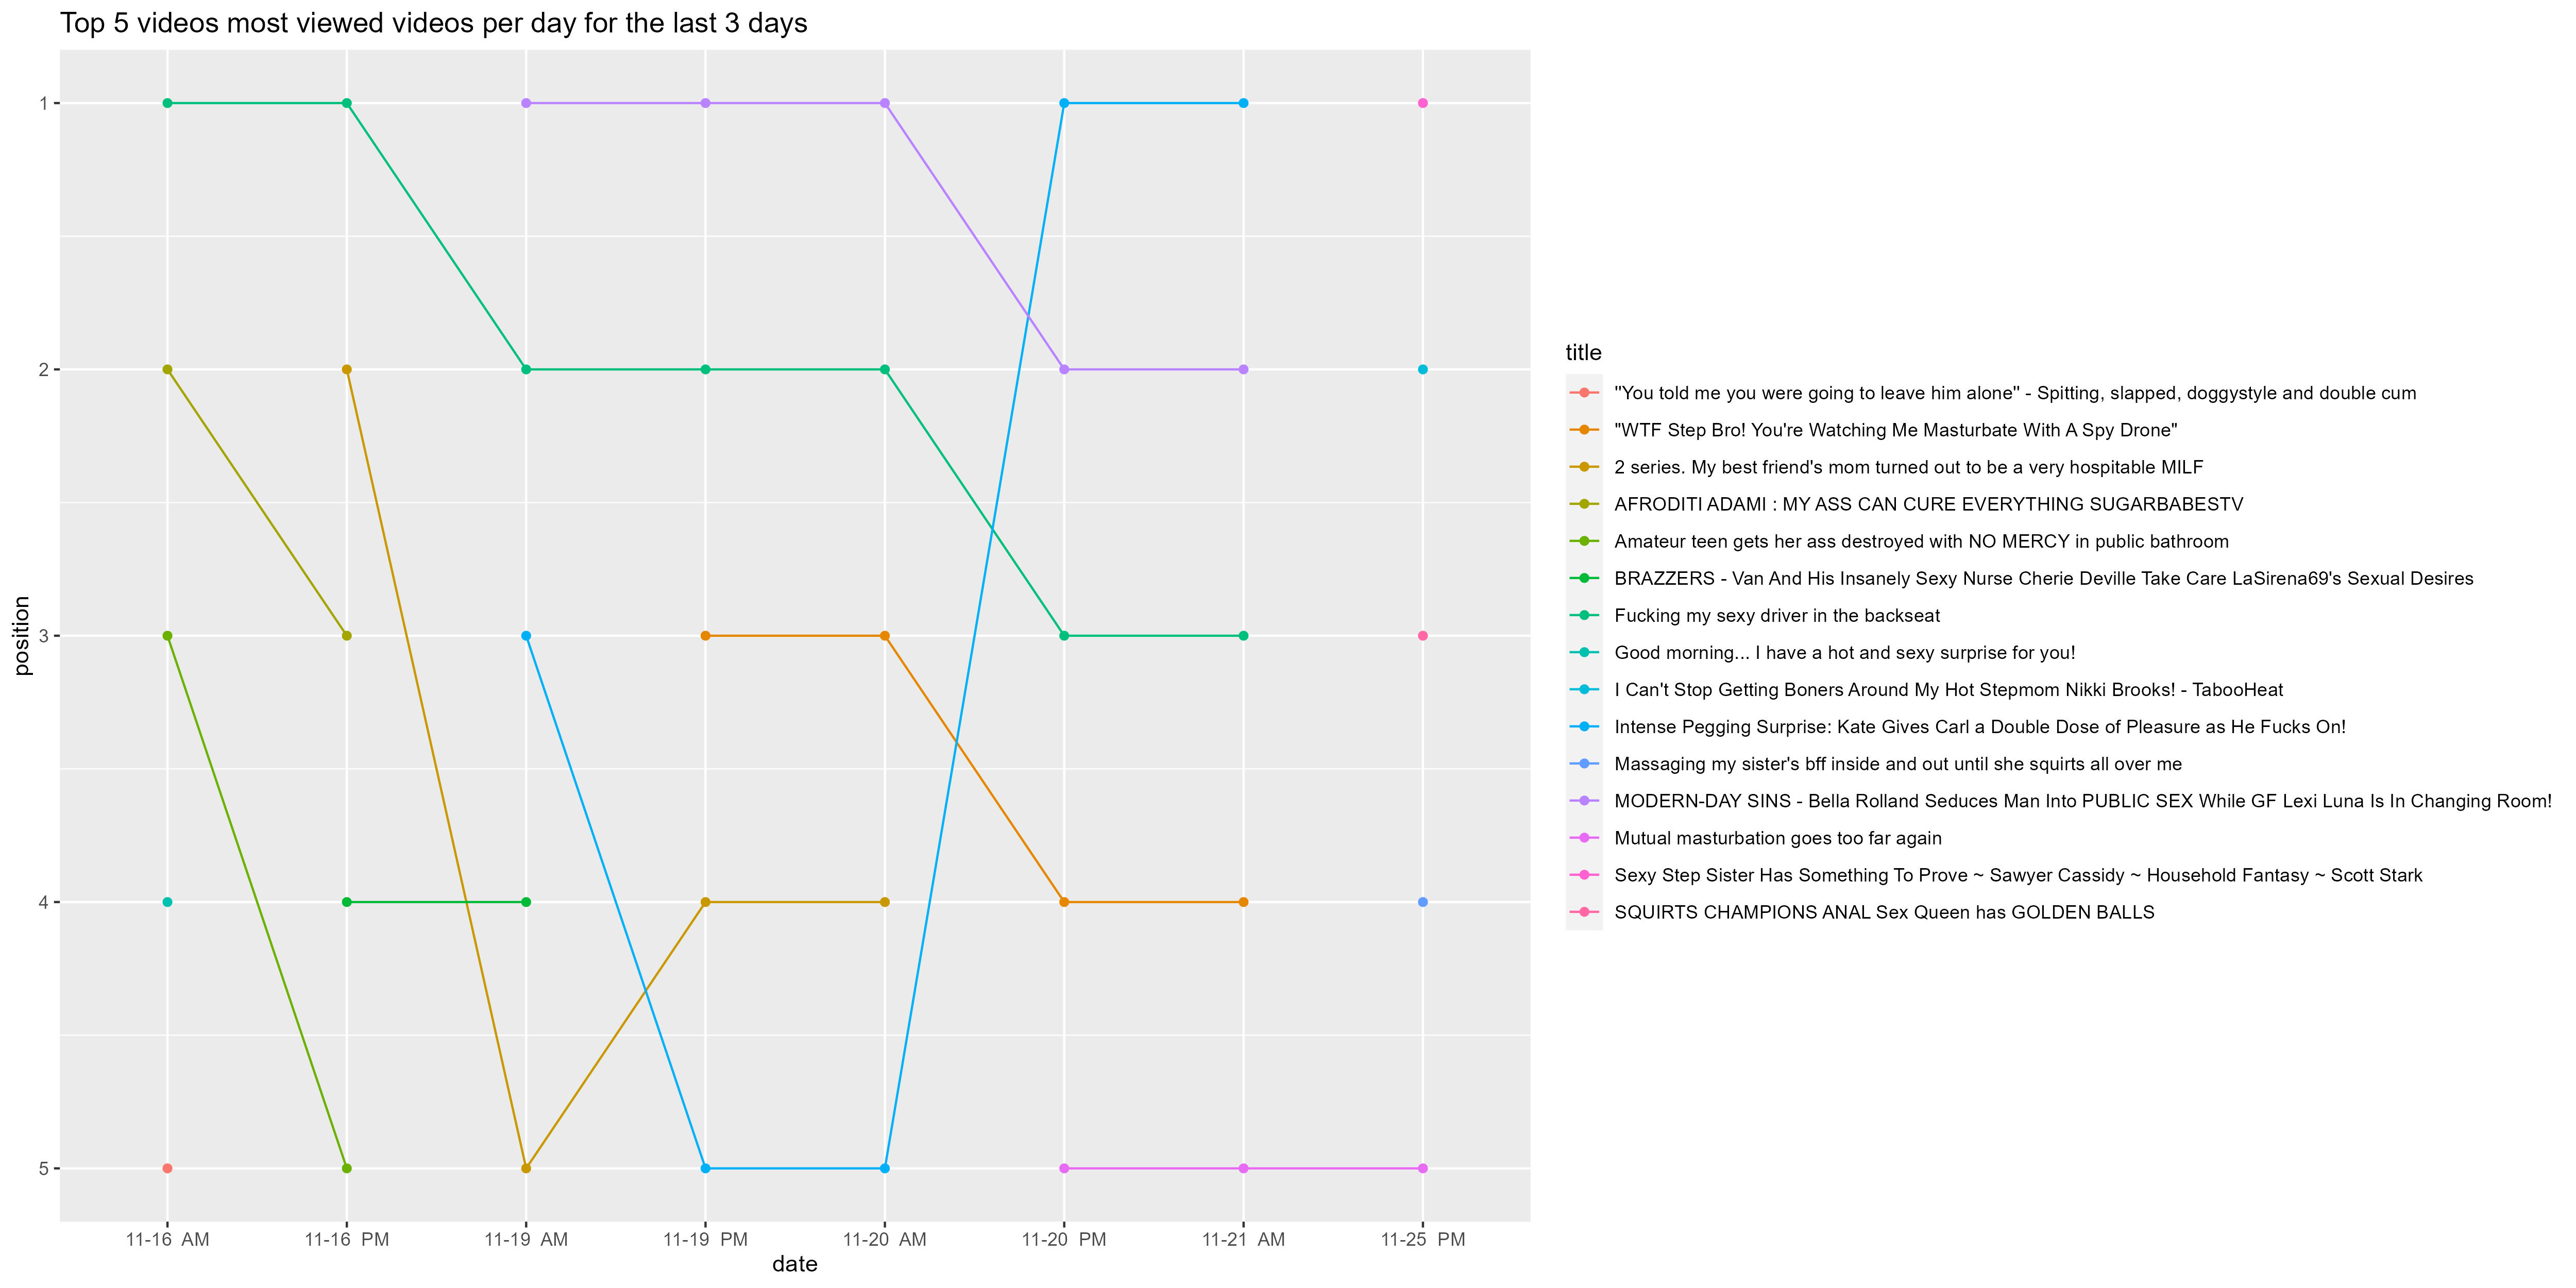 Top 5 videos most viewed videos per day for the last 3 days
position
1
2
3
4
5
11-16 AM
11-16 PM
11-19 AM
11-19 PM
11-20 AM
11-20 PM
11-21 AM
11-25 PM
date
title
"You told me you were going to leave him alone" - Spitting, slapped, doggystyle and double cum
"WTF Step Bro! You're Watching Me Masturbate With A Spy Drone"
2 series. My best friend's mom turned out to be a very hospitable MILF
AFRODITI ADAMI : MY ASS CAN CURE EVERYTHING SUGARBABESTV
Amateur teen gets her ass destroyed with NO MERCY in public bathroom
BRAZZERS - Van And His Insanely Sexy Nurse Cherie Deville Take Care LaSirena69's Sexual Desires
Fucking my sexy driver in the backseat
Good morning... I have a hot and sexy surprise for you!
I Can't Stop Getting Boners Around My Hot Stepmom Nikki Brooks! - TabooHeat
Intense Pegging Surprise: Kate Gives Carl a Double Dose of Pleasure as He Fucks On!
Massaging my sister's bff inside and out until she squirts all over me
MODERN-DAY SINS - Bella Rolland Seduces Man Into PUBLIC SEX While GF Lexi Luna Is In Changing Room!
Mutual masturbation goes too far again
Sexy Step Sister Has Something To Prove ~ Sawyer Cassidy ~ Household Fantasy ~ Scott Stark
SQUIRTS CHAMPIONS ANAL Sex Queen has GOLDEN BALLS